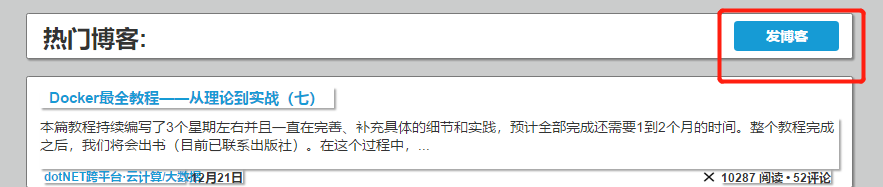 热门博客:
发博客
Docker最全教程——从理论到实战（七）
本篇教程持续编写了3个星期左右并且一直在完善、补充具体的细节和实践，预计全部完成还需要1到2个月的时间。整个教程完成
之后，我们将会出书（目前已联系出版社）。在这个过程中，...
dotNET跨平台·云计算/大数据 12月21日
10287 阅读 • 52评论